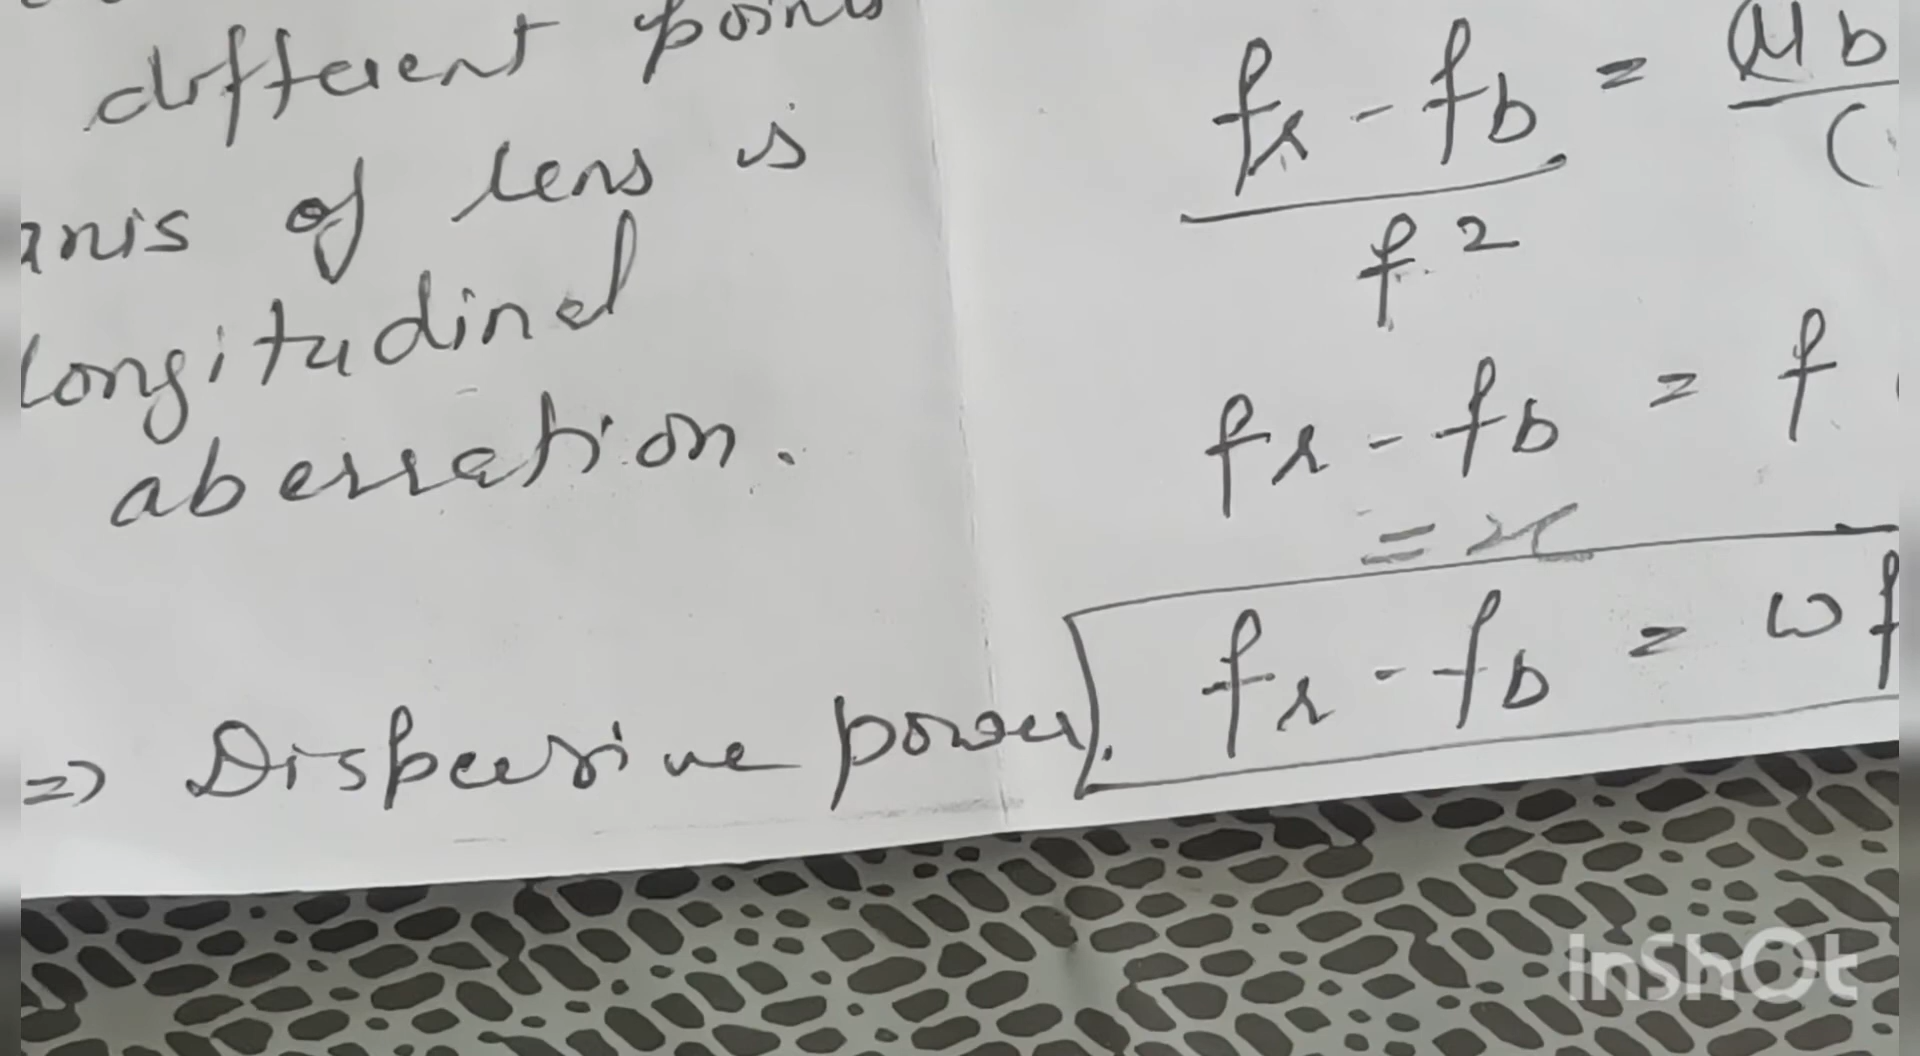 different points
axis of lens is
longitudinal
aberration.
=> Dispersive power.
fr - fb = μb
f² (
fr - fb = f
= x
fr - fb = ωf
InShOt